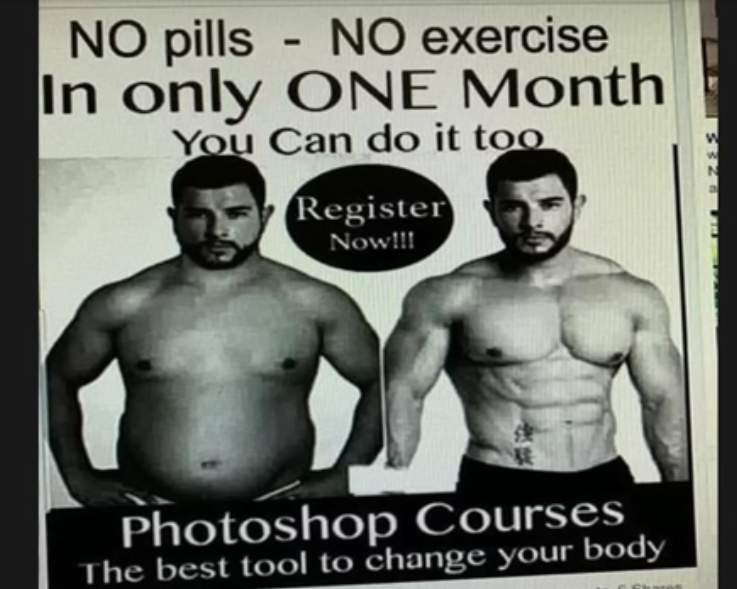 NO pills - NO exercise
In only ONE Month
You Can do it too
Register
Now!!!
Photoshop Courses
The best tool to change your body
Shares